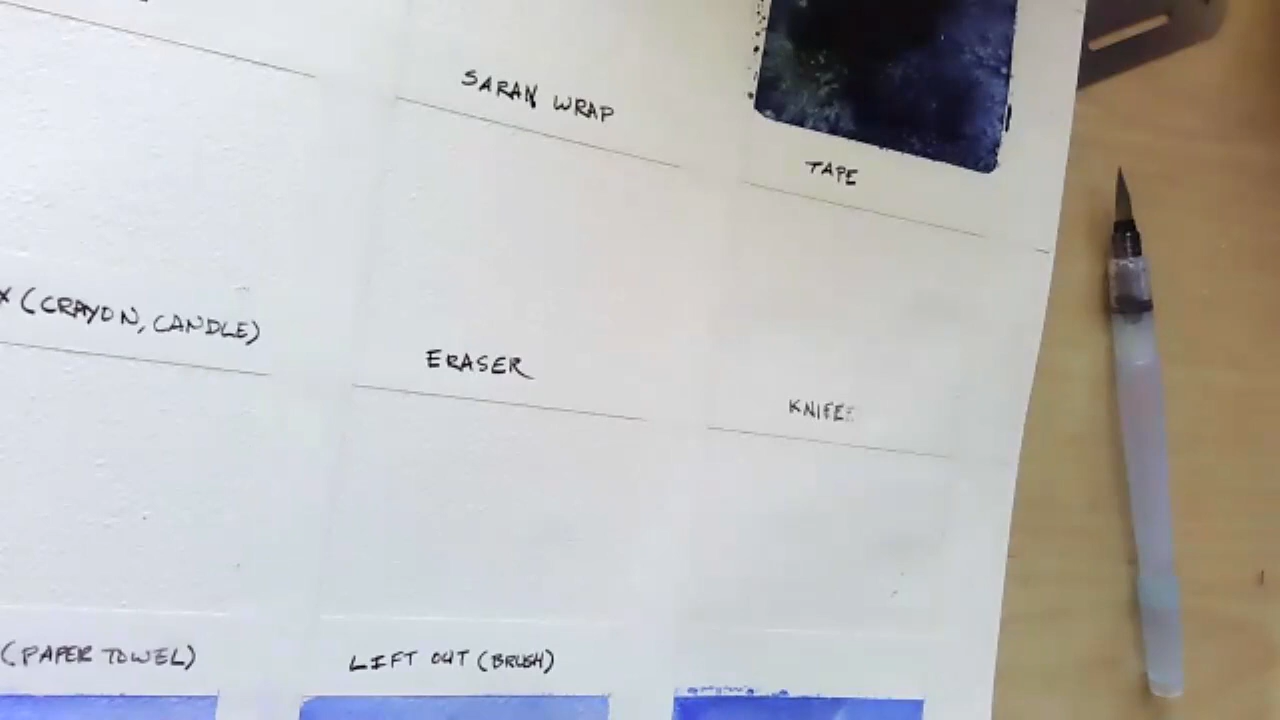 SARAN WRAP
TAPE
(CRAYON, CANDLE)
ERASER
KNIFE
(PAPER TOWEL)
LIFT OUT (BRUSH)